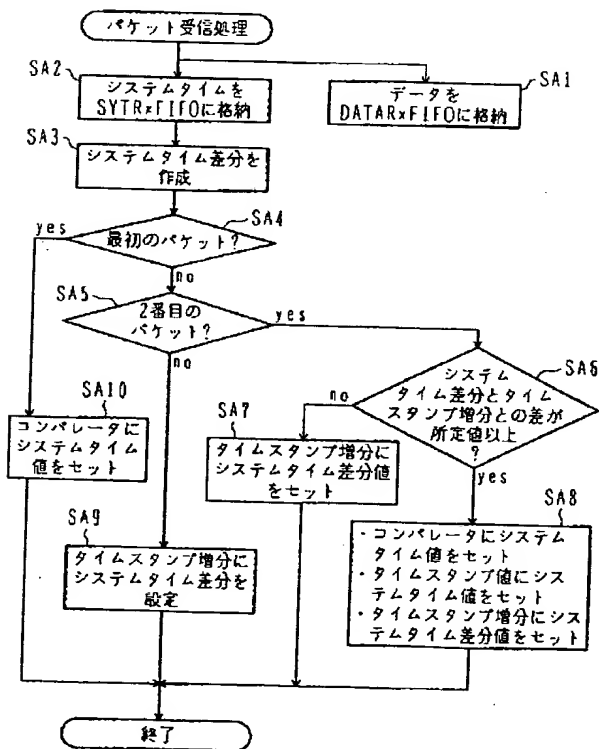 パケット受信処理
SA2
システムタイムを
SYTRxFIFOに格納
SA1
データを
DATARxFIFOに格納
SA3
システムタイム差分を
作成
SA4
最初のパケット?
yes
no
SA5
2番目の
パケット?
yes
no
SA6
システム
タイム差分とタイム
スタンプ増分との差が
所定値以上
?
no
yes
SA10
コンパレータに
システムタイム
値をセット
SA7
タイムスタンプ増分に
システムタイム差分値
をセット
SA9
タイムスタンプ増分に
システムタイム差分を
設定
SA8
・コンパレータにシステム
タイム値をセット
・タイムスタンプ値にシス
テムタイム値をセット
・タイムスタンプ増分にシス
テムタイム差分値をセット
終了